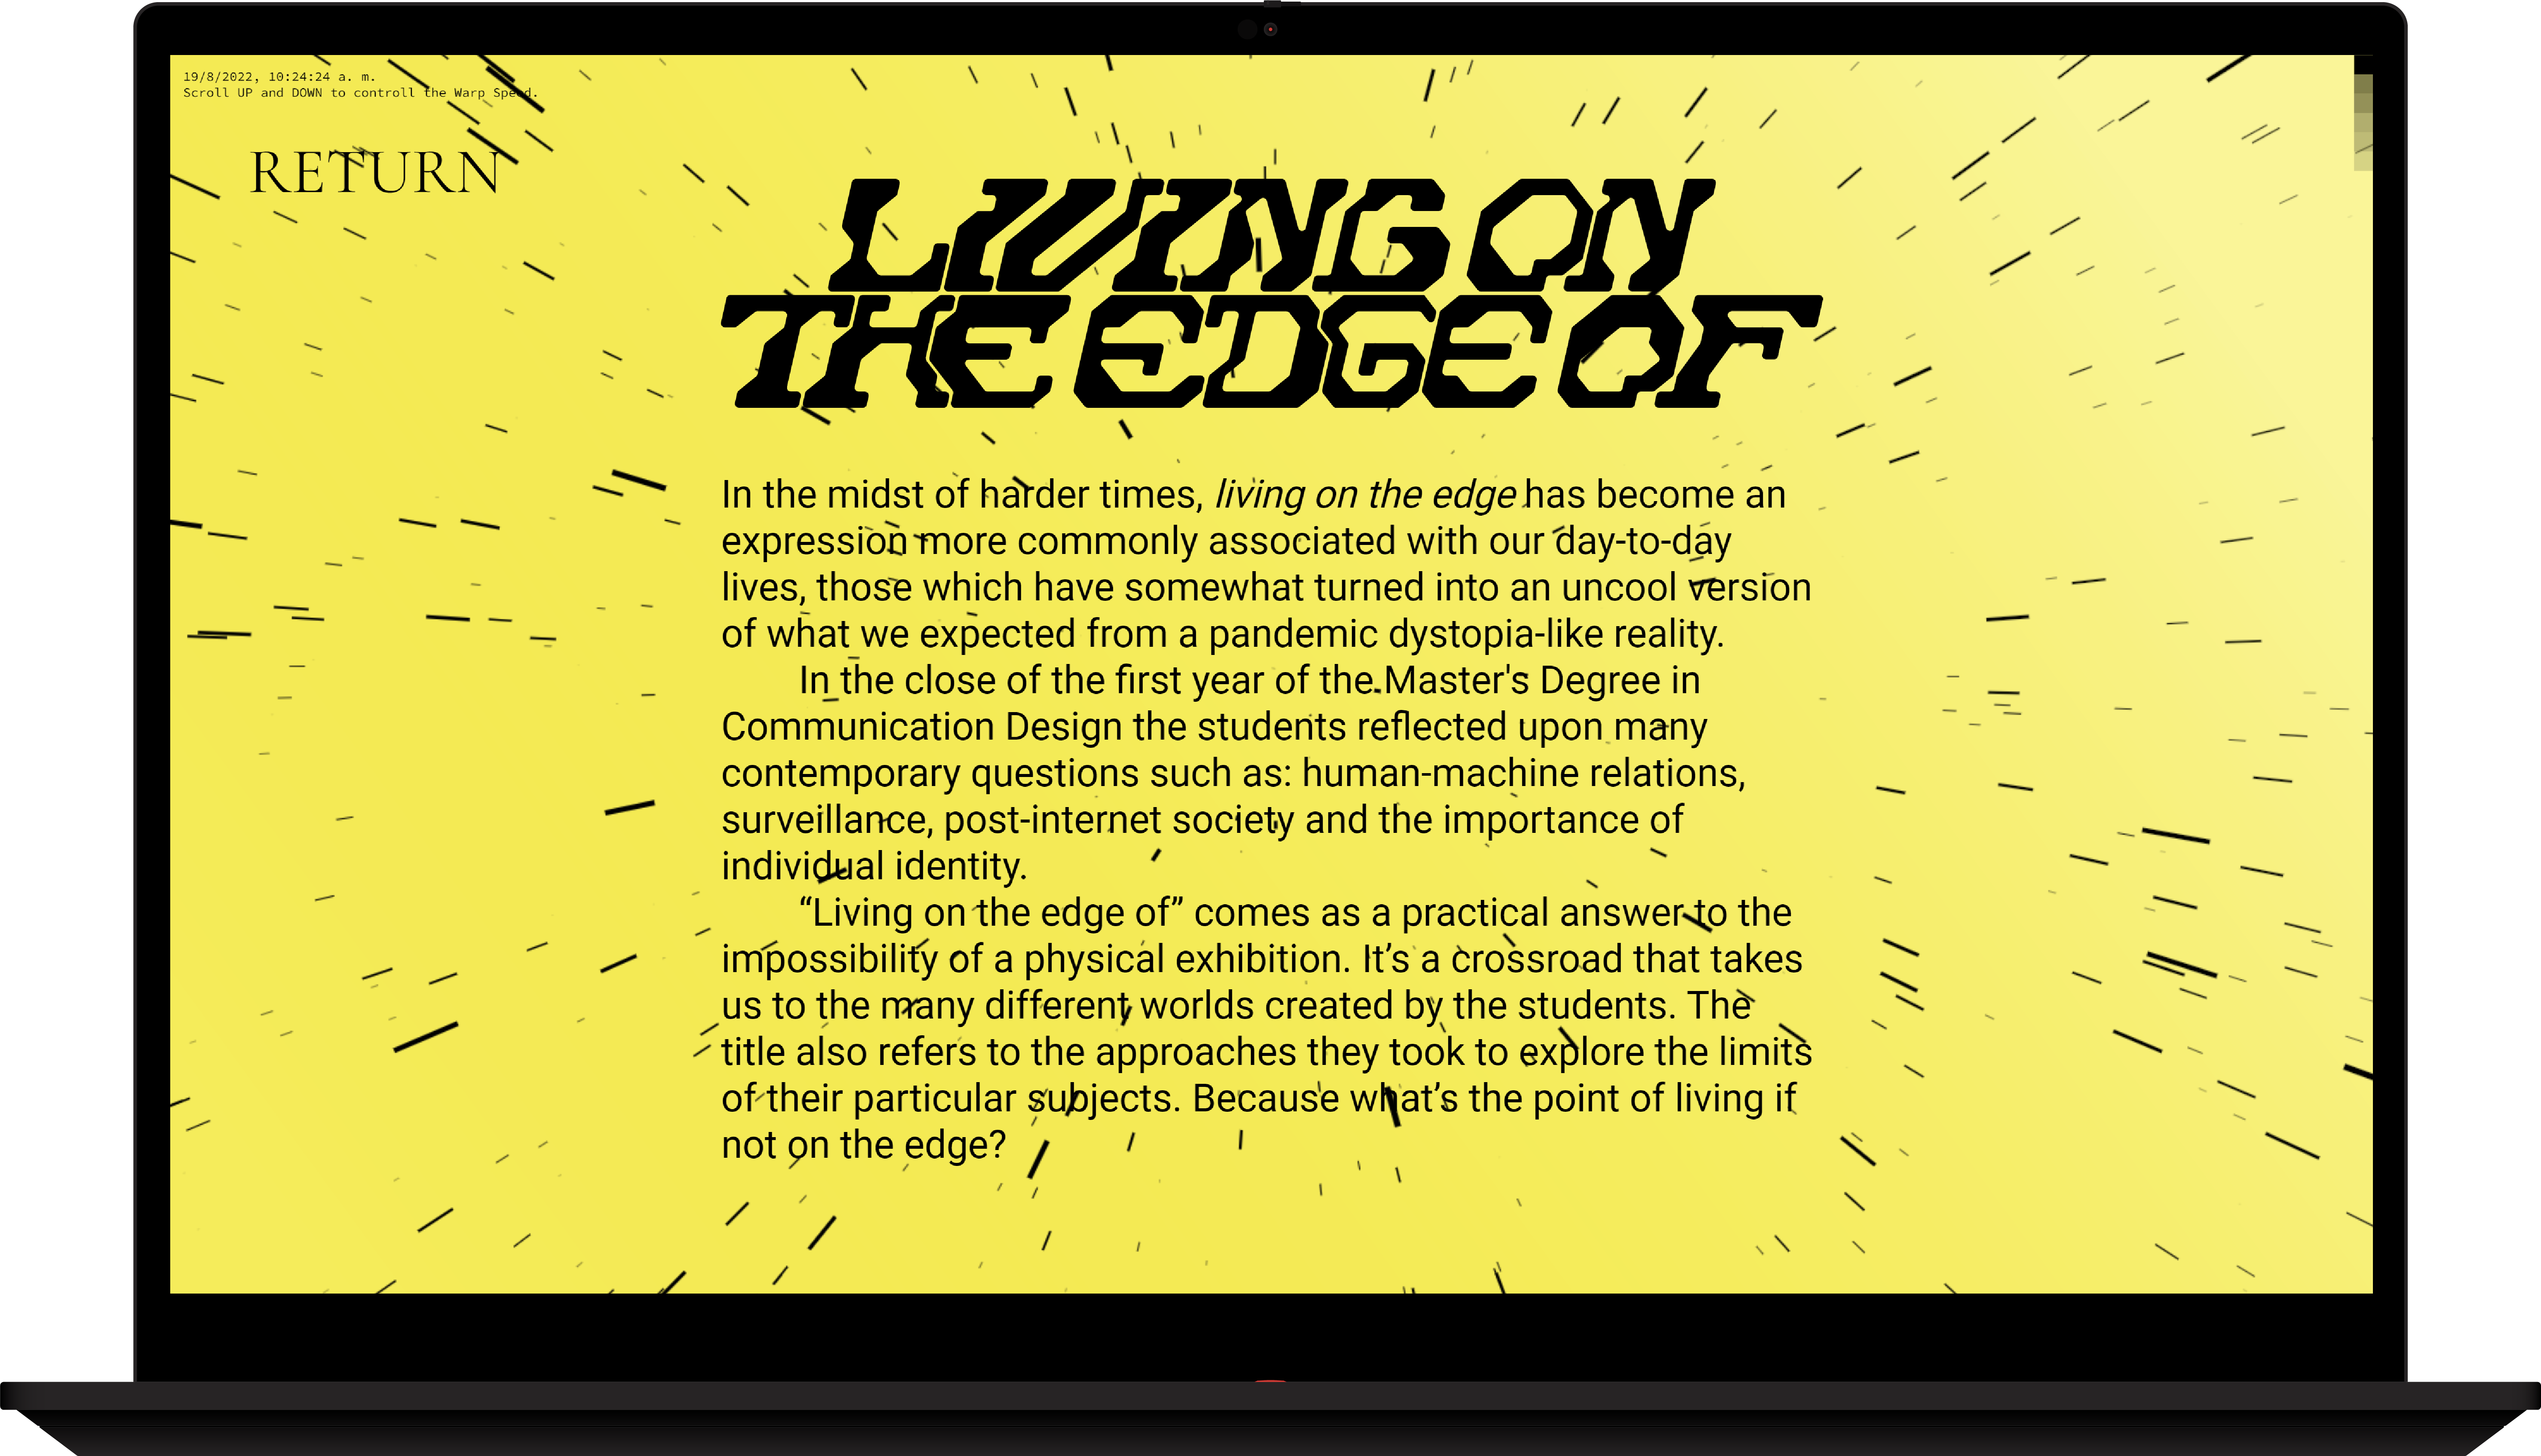 19/8/2022, 10:24:24 a. m.
Scroll UP and DOWN to controll the Warp Speed.
RETURN
LIVING ON
THE EDGE OF
In the midst of harder times, living on the edge has become an
expression more commonly associated with our day-to-day
lives, those which have somewhat turned into an uncool version
of what we expected from a pandemic dystopia-like reality.
In the close of the first year of the Master's Degree in
Communication Design the students reflected upon many
contemporary questions such as: human-machine relations,
surveillance, post-internet society and the importance of
individual identity.
“Living on the edge of” comes as a practical answer to the
impossibility of a physical exhibition. It’s a crossroad that takes
us to the many different worlds created by the students. The
title also refers to the approaches they took to explore the limits
of their particular subjects. Because what’s the point of living if
not on the edge?